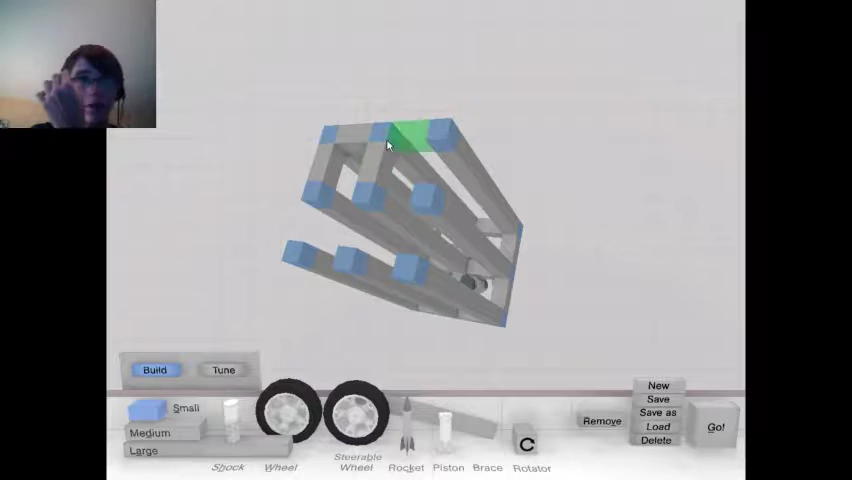 Build
Tune
Small
Medium
Large
Shock
Wheel
Steerable
Wheel
Rocket
Piston
Brace
Rotator
Remove
New
Save
Save as
Load
Delete
Go!